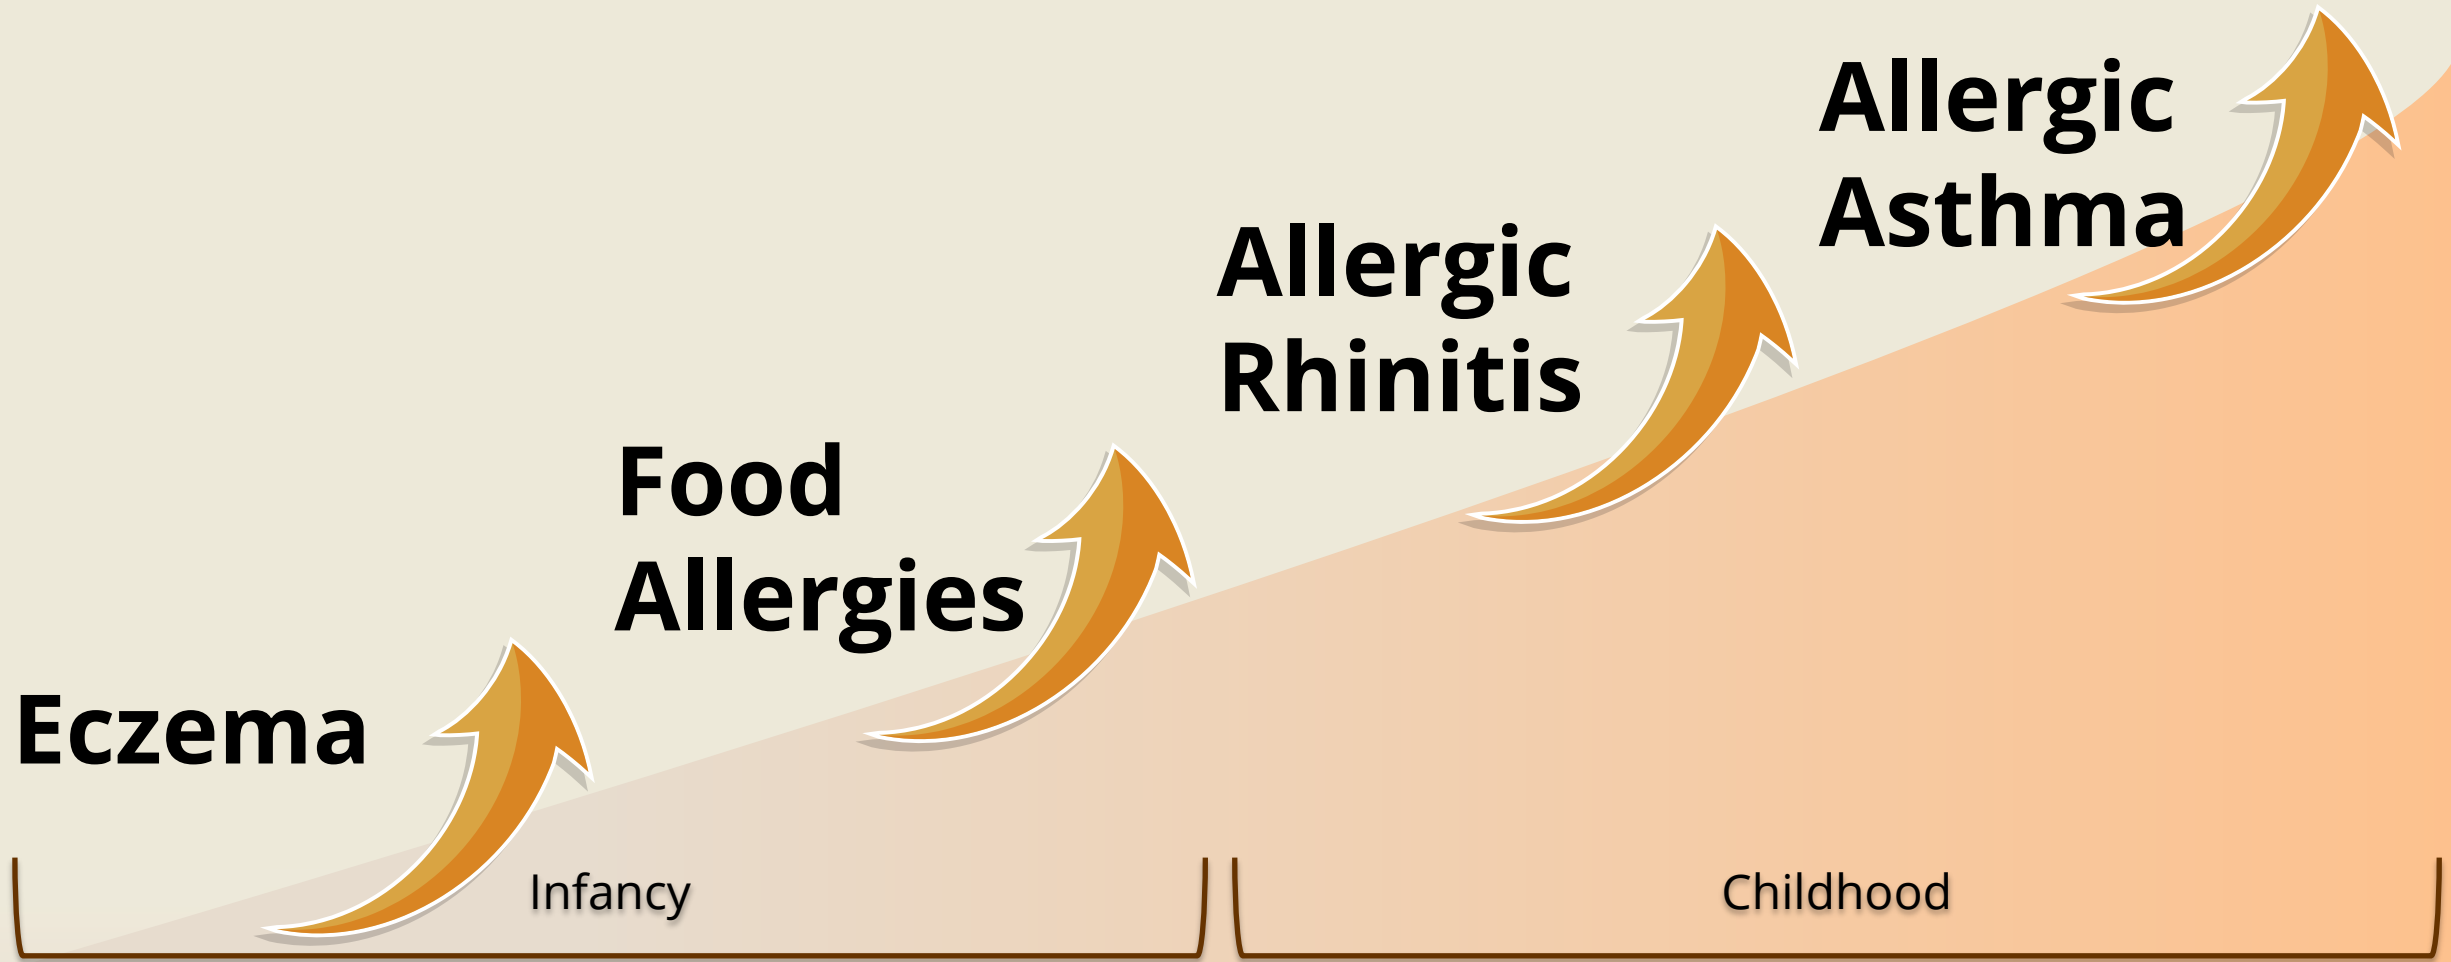 Eczema
Food
Allergies
Allergic
Rhinitis
Allergic
Asthma
Infancy
Childhood